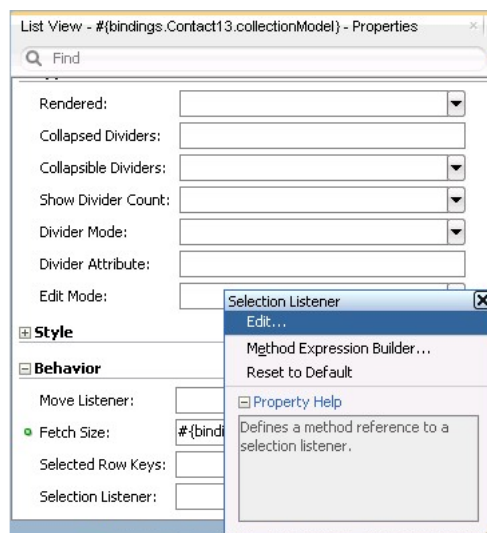 List View - #{bindings.Contact13.collectionModel} - Properties
Find
Rendered:
Collapsed Dividers:
Collapsible Dividers:
Show Divider Count:
Divider Mode:
Divider Attribute:
Edit Mode:
Selection Listener
Edit...
Style
Method Expression Builder...
Behavior
Reset to Default
Move Listener:
Property Help
Fetch Size: #{bindi
Defines a method reference to a
selection listener.
Selected Row Keys:
Selection Listener: